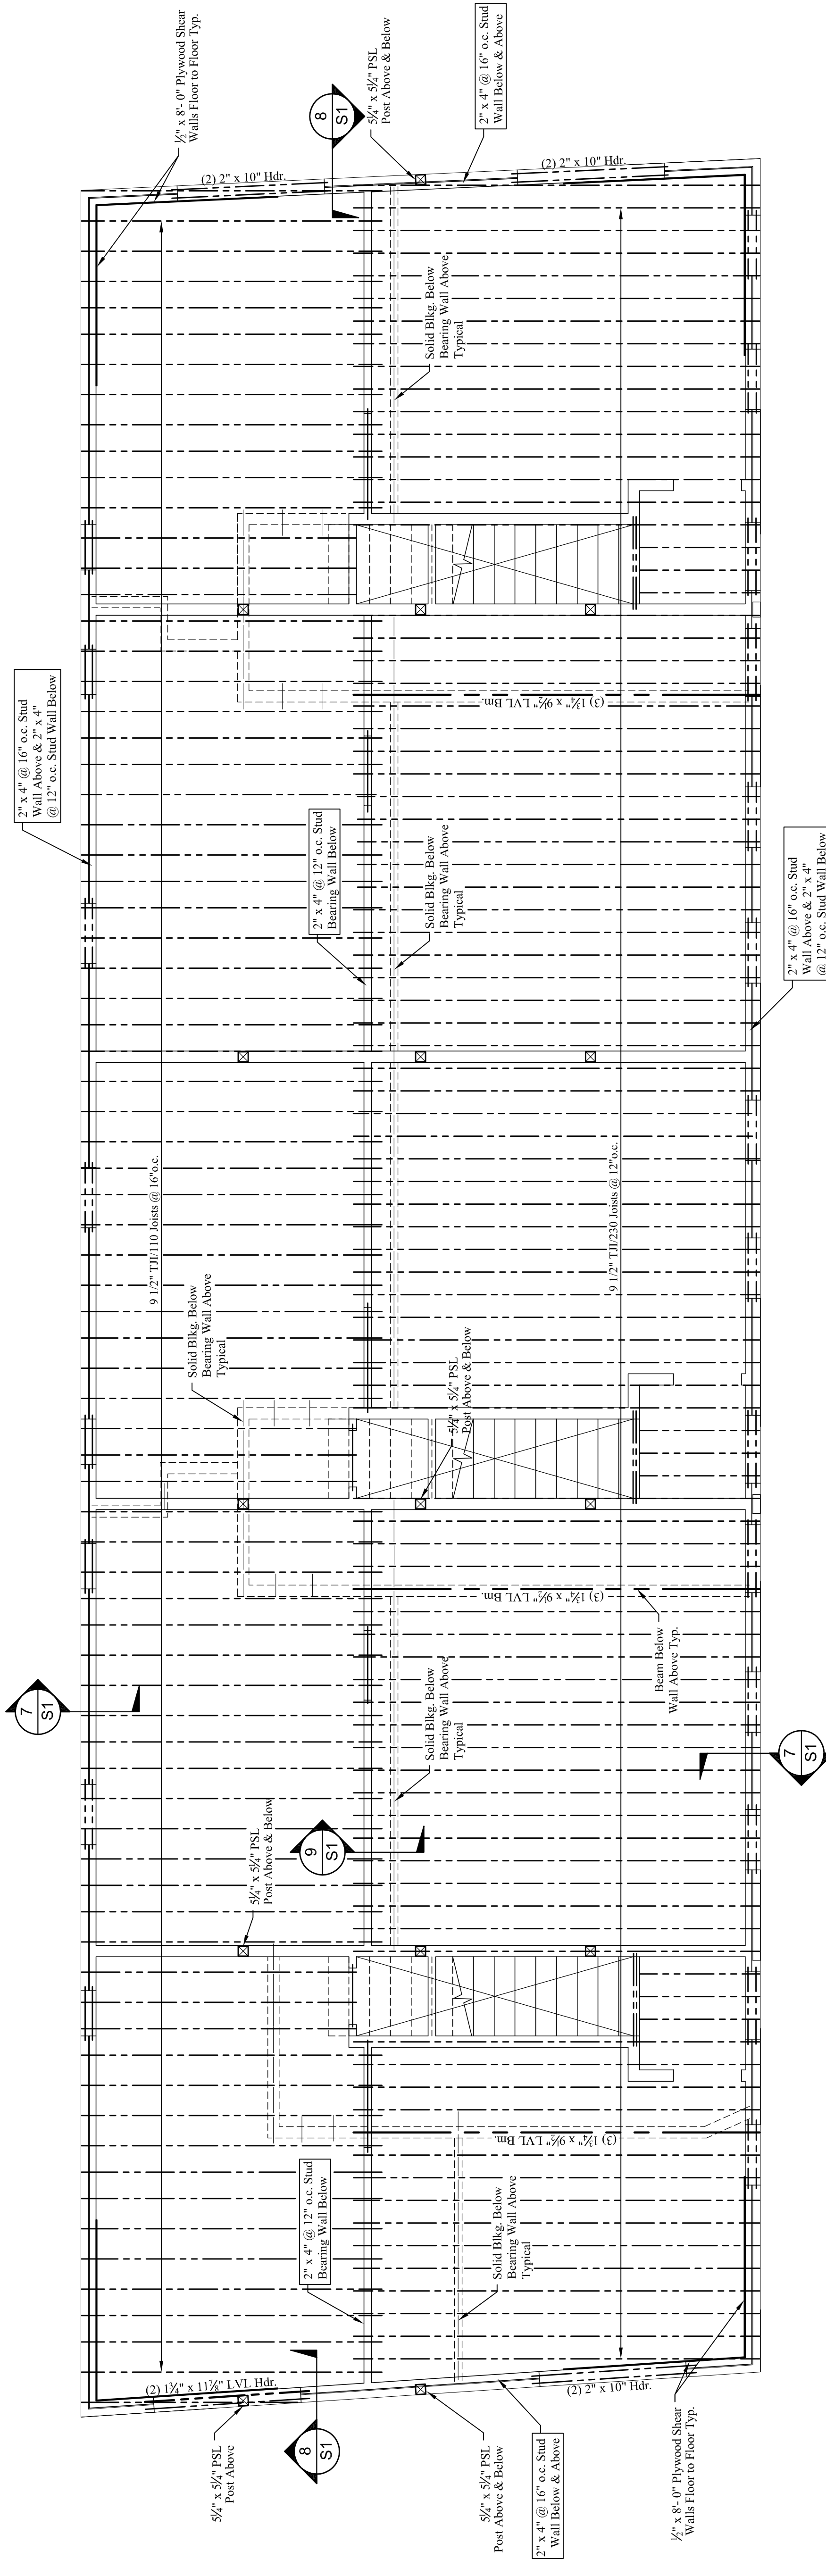 7
S1
2" x 4" @ 16" o.c. Stud
Wall Above & 2" x 4"
@ 12" o.c. Stud Wall Below
½" x 8'- 0" Plywood Shear
Walls Floor to Floor Typ.
9 1/2" TJI/110 Joists @ 16"o.c.
(2) 1¾" x 11⅞" LVL Hdr.
(2) 2" x 10" Hdr.
5¼" x 5¼" PSL
Post Above
5¼" x 5¼" PSL
Post Above & Below
Solid Blkg. Below
Bearing Wall Above
Typical
8
S1
8
S1
9
S1
2" x 4" @ 12" o.c. Stud
Bearing Wall Below
2" x 4" @ 12" o.c. Stud
Bearing Wall Below
5¼" x 5¼" PSL
Post Above & Below
Solid Blkg. Below
Bearing Wall Above
Typical
Solid Blkg. Below
Bearing Wall Above
Typical
Solid Blkg. Below
Bearing Wall Above
Typical
5¼" x 5¼" PSL
Post Above & Below
5¼" x 5¼" PSL
Post Above & Below
Solid Blkg. Below
Bearing Wall Above
Typical
2" x 4" @ 16" o.c. Stud
Wall Below & Above
2" x 4" @ 16" o.c. Stud
Wall Below & Above
(3) 1¾" x 9½" LVL Bm.
(3) 1¾" x 9½" LVL Bm.
(3) 1¾" x 9½" LVL Bm.
9 1/2" TJI/230 Joists @ 12"o.c.
(2) 2" x 10" Hdr.
(2) 2" x 10" Hdr.
Beam Below
Wall Above Typ.
½" x 8'- 0" Plywood Shear
Walls Floor to Floor Typ.
7
S1
2" x 4" @ 16" o.c. Stud
Wall Above & 2" x 4"
@ 12" o.c. Stud Wall Below